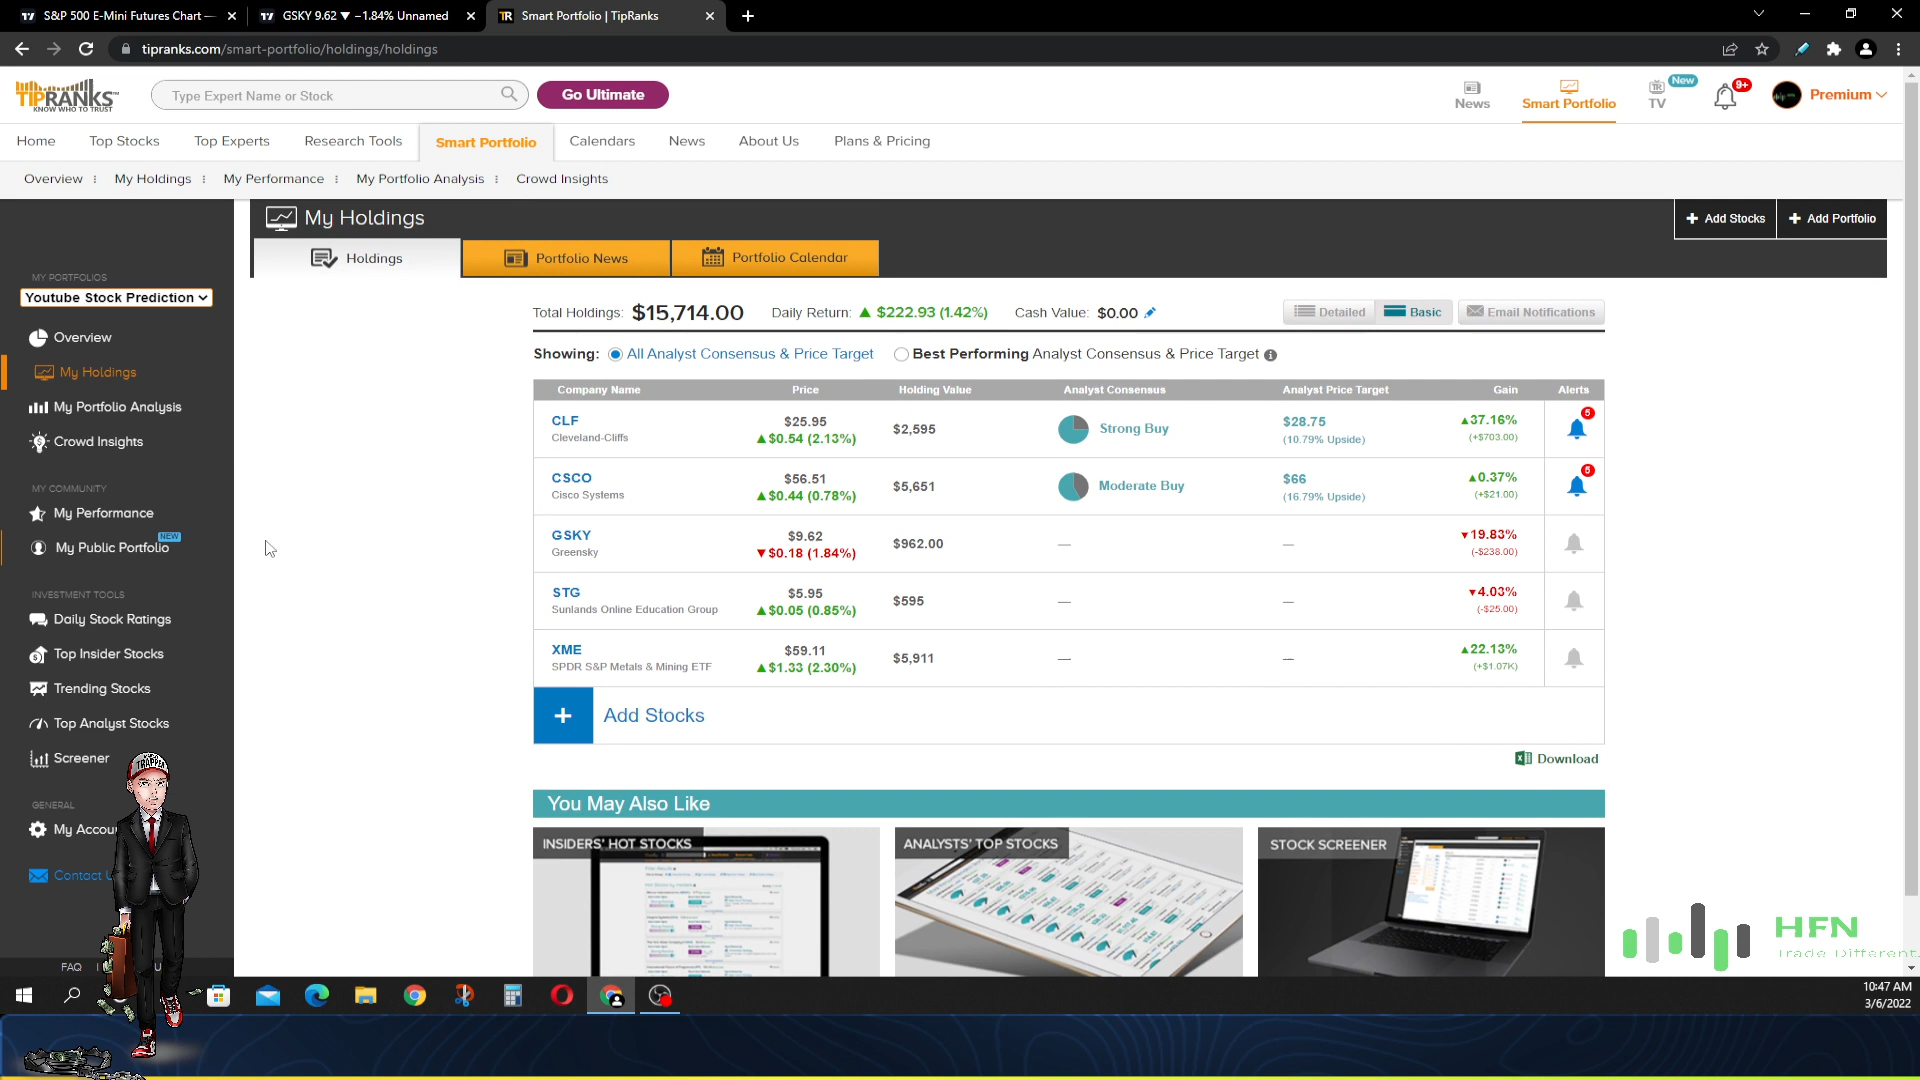 S&P 500 E-Mini Futures Chart —
GSKY 9.62 ▼ −1.84% Unnamed
Smart Portfolio | TipRanks
tipranks.com/smart-portfolio/holdings/holdings
TIPRANKS™
KNOW WHO TO TRUST
Type Expert Name or Stock
Go Ultimate
News
Smart Portfolio
TV
New
9+
Premium
Home
Top Stocks
Top Experts
Research Tools
Smart Portfolio
Calendars
News
About Us
Plans & Pricing
Overview
My Holdings
My Performance
My Portfolio Analysis
Crowd Insights
My Holdings
+ Add Stocks
+ Add Portfolio
Holdings
Portfolio News
Portfolio Calendar
MY PORTFOLIOS
Youtube Stock Prediction
Overview
My Holdings
My Portfolio Analysis
Crowd Insights
MY COMMUNITY
My Performance
NEW
My Public Portfolio
INVESTMENT TOOLS
Daily Stock Ratings
Top Insider Stocks
Trending Stocks
Top Analyst Stocks
Screener
GENERAL
My Accou
Contact U
FAQ
TRAPPER
Total Holdings: $15,714.00 Daily Return: ▲ $222.93 (1.42%) Cash Value: $0.00
Detailed
Basic
Email Notifications
Showing: All Analyst Consensus & Price Target Best Performing Analyst Consensus & Price Target
Company Name Price Holding Value Analyst Consensus Analyst Price Target Gain Alerts
CLF
Cleveland-Cliffs
$25.95
▲$0.54 (2.13%)
$2,595
Strong Buy
$28.75
(10.79% Upside)
▲37.16%
(+$703.00)
5
CSCO
Cisco Systems
$56.51
▲$0.44 (0.78%)
$5,651
Moderate Buy
$66
(16.79% Upside)
▲0.37%
(+$21.00)
5
GSKY
Greensky
$9.62
▼$0.18 (1.84%)
$962.00
—
—
▼19.83%
(-$238.00)
STG
Sunlands Online Education Group
$5.95
▲$0.05 (0.85%)
$595
—
—
▼4.03%
(-$25.00)
XME
SPDR S&P Metals & Mining ETF
$59.11
▲$1.33 (2.30%)
$5,911
—
—
▲22.13%
(+$1.07K)
+ Add Stocks
Download
You May Also Like
INSIDERS' HOT STOCKS
ANALYSTS' TOP STOCKS
STOCK SCREENER
HFN
Trade Different.
10:47 AM
3/6/2022